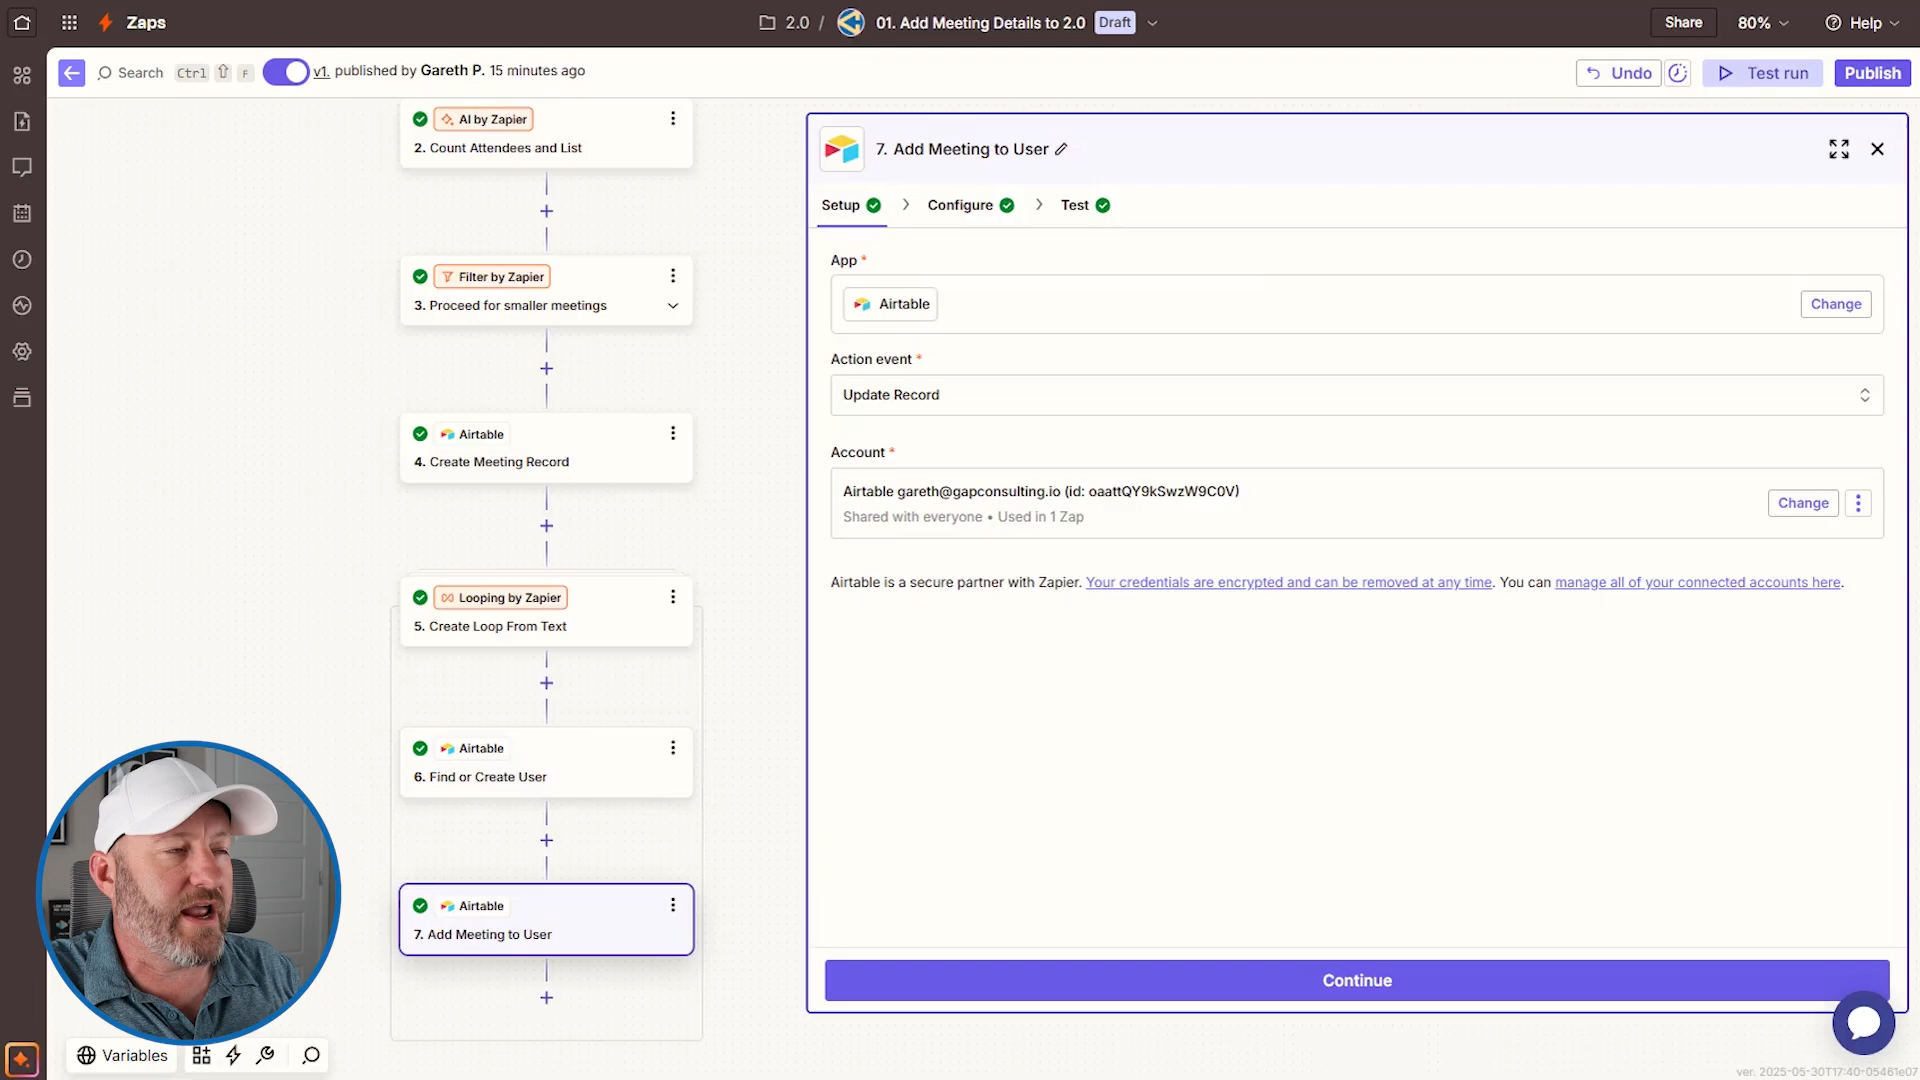 Zaps
2.0 / 01. Add Meeting Details to 2.0 Draft
Share
80%
Help
Search Ctrl ⇧ F
v1. published by Gareth P. 15 minutes ago
Undo
Test run
Publish
AI by Zapier
2. Count Attendees and List
Filter by Zapier
3. Proceed for smaller meetings
Airtable
4. Create Meeting Record
Looping by Zapier
5. Create Loop From Text
Airtable
6. Find or Create User
Airtable
7. Add Meeting to User
Variables
7. Add Meeting to User
Setup
Configure
Test
App *
Airtable
Change
Action event *
Update Record
Account *
Airtable gareth@gapconsulting.io (id: oaattQY9kSwzW9C0V)
Shared with everyone • Used in 1 Zap
Change
Airtable is a secure partner with Zapier. Your credentials are encrypted and can be removed at any time. You can manage all of your connected accounts here.
Continue
ver. 2025-05-30T17:40-05461e07